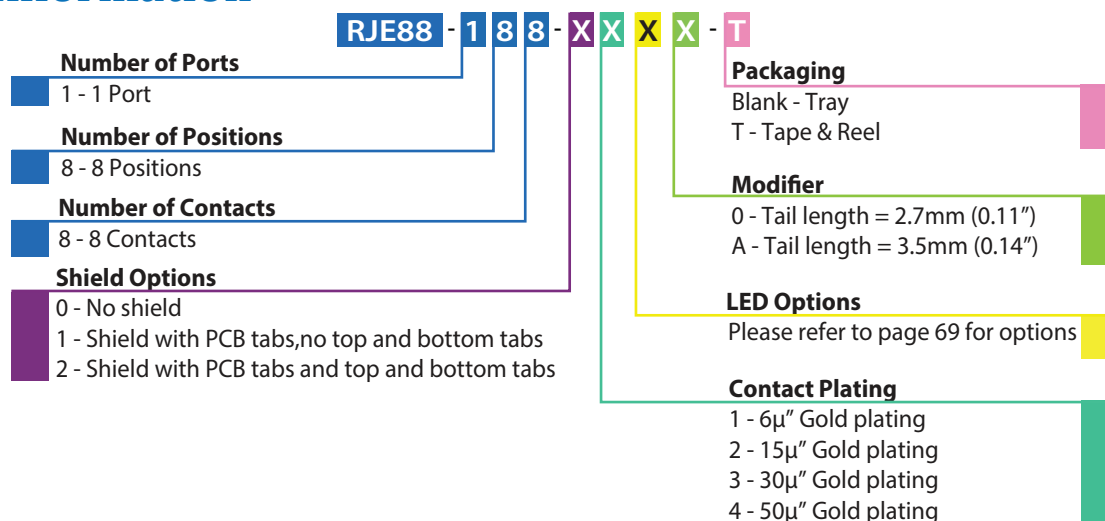 RJE88 - 1 8 8 - X X X X - T
Number of Ports
1 - 1 Port
Number of Positions
8 - 8 Positions
Number of Contacts
8 - 8 Contacts
Shield Options
0 - No shield
1 - Shield with PCB tabs,no top and bottom tabs
2 - Shield with PCB tabs and top and bottom tabs
Packaging
Blank - Tray
T - Tape & Reel
Modifier
0 - Tail length = 2.7mm (0.11”)
A - Tail length = 3.5mm (0.14”)
LED Options
Please refer to page 69 for options
Contact Plating
1 - 6µ” Gold plating
2 - 15µ” Gold plating
3 - 30µ” Gold plating
4 - 50µ” Gold plating